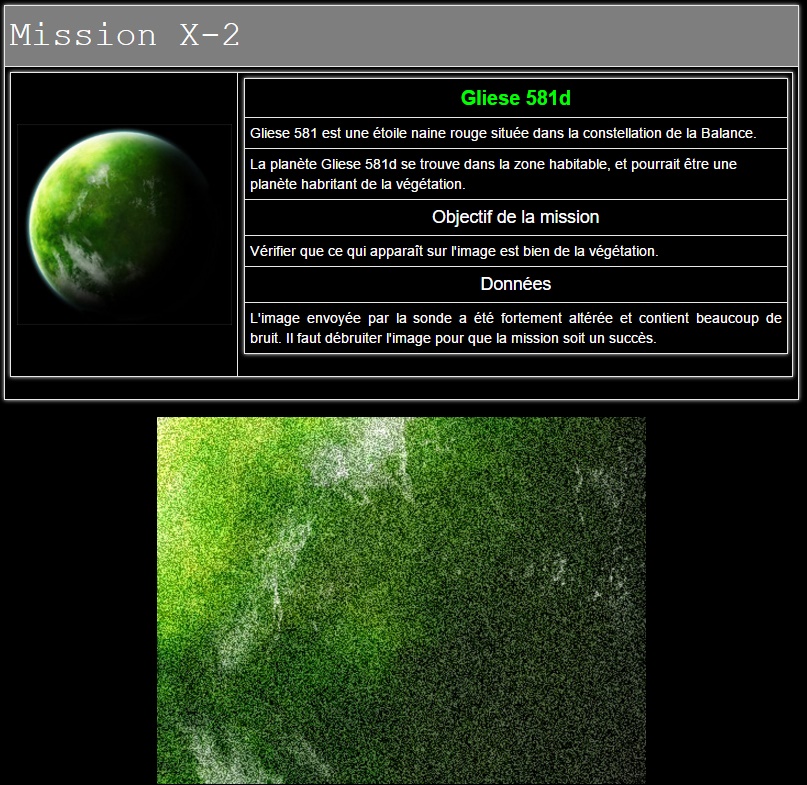 Mission X-2
Gliese 581d
Gliese 581 est une étoile naine rouge située dans la constellation de la Balance.
La planète Gliese 581d se trouve dans la zone habitable, et pourrait être une
planète habritant de la végétation.
Objectif de la mission
Vérifier que ce qui apparaît sur l'image est bien de la végétation.
Données
L'image envoyée par la sonde a été fortement altérée et contient beaucoup de
bruit. Il faut débruiter l'image pour que la mission soit un succès.